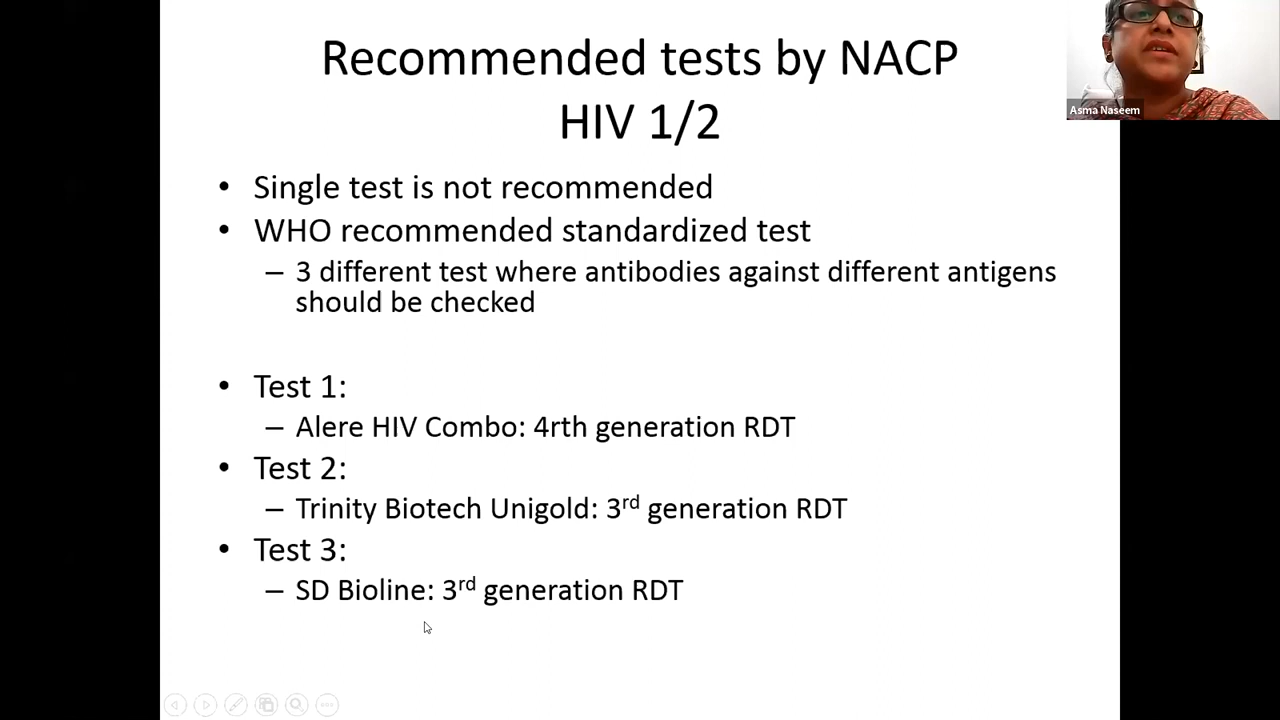 Recommended tests by NACP
HIV 1/2
Asma Naseem
• Single test is not recommended
• WHO recommended standardized test
– 3 different test where antibodies against different antigens
should be checked
• Test 1:
– Alere HIV Combo: 4rth generation RDT
• Test 2:
– Trinity Biotech Unigold: 3rd generation RDT
• Test 3:
– SD Bioline: 3rd generation RDT